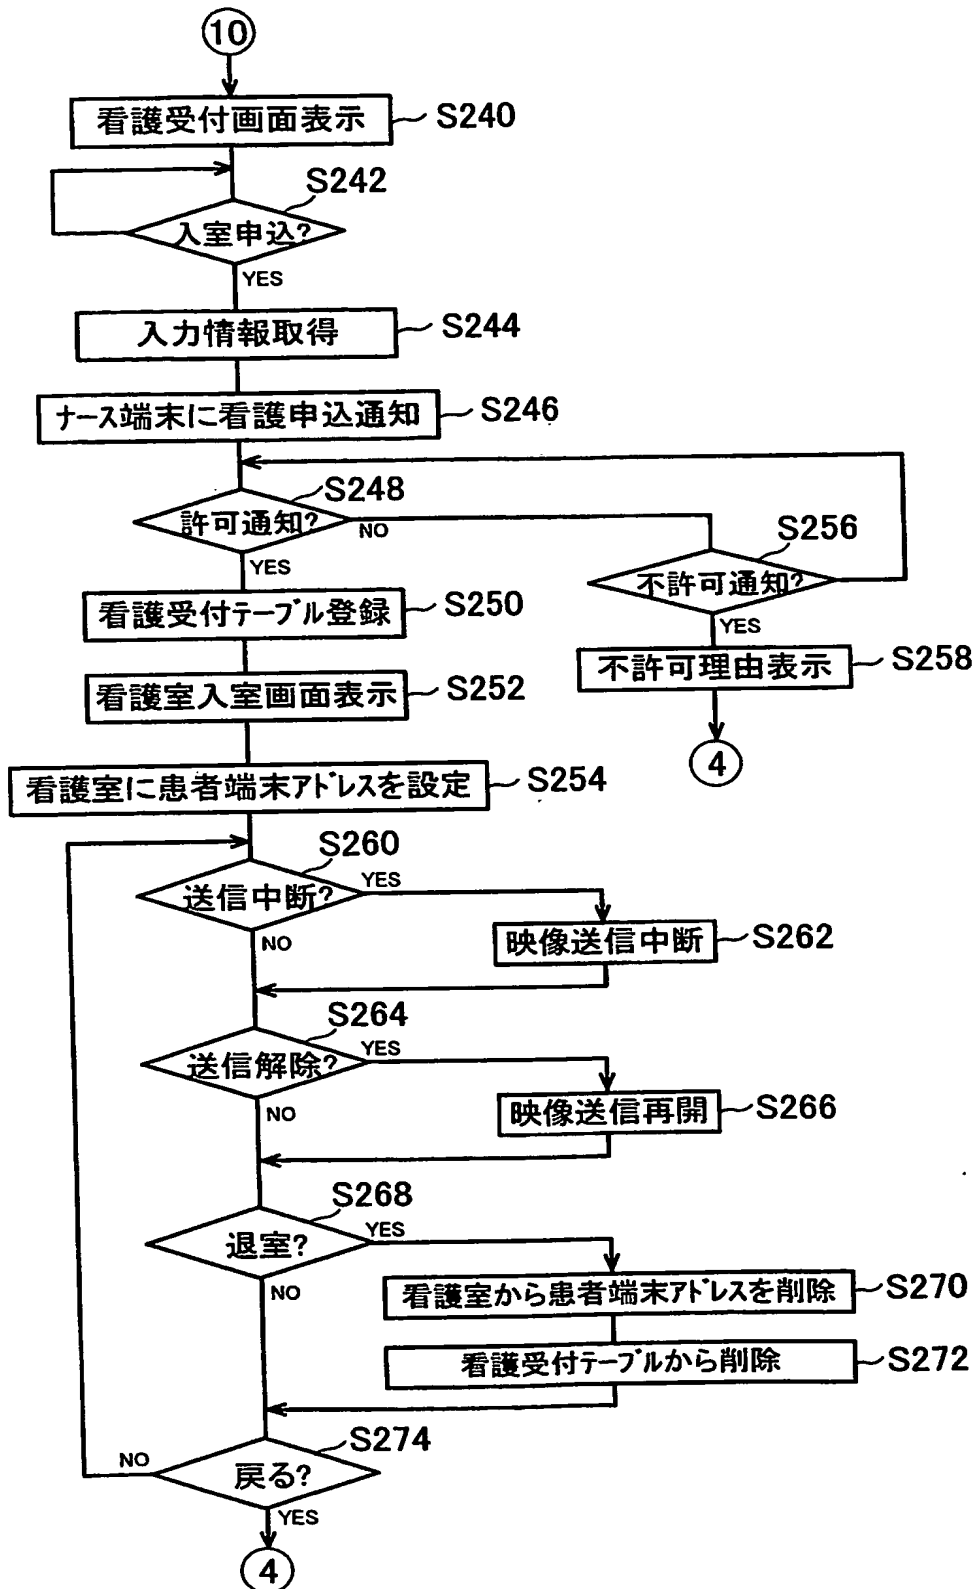 10
看護受付画面表示 S240
S242
入室申込?
YES
入力情報取得 S244
ナース端末に看護申込通知 S246
S248
許可通知?
NO
YES
S256
不許可通知?
YES
看護受付テーブル登録 S250
不許可理由表示 S258
看護室入室画面表示 S252
4
看護室に患者端末アドレスを設定 S254
S260
送信中断?
YES
NO
映像送信中断 S262
S264
送信解除?
YES
NO
映像送信再開 S266
S268
退室?
YES
NO
看護室から患者端末アドレスを削除 S270
看護受付テーブルから削除 S272
S274
NO
戻る?
YES
4